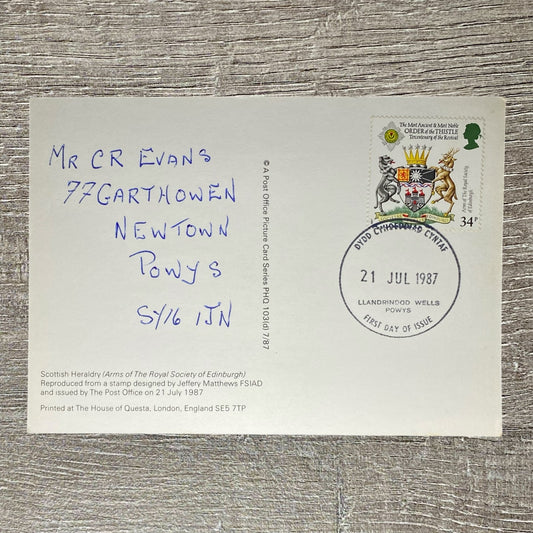 MR CR EVANS
77 GARTHOWEN
NEWTOWN
POWYS
SY16 1JN
© A Post Office Picture Card Series PHQ 103(d) 7/87
The Most Ancient & Most Noble
ORDER of the THISTLE
Tercentenary of the Revival
Arms of The Royal Society
of Edinburgh
34P
DYDD CYHOEDDIAD CYNTAF
21 JUL 1987
LLANDRINDOD WELLS
POWYS
FIRST DAY OF ISSUE
Scottish Heraldry (Arms of The Royal Society of Edinburgh)
Reproduced from a stamp designed by Jeffery Matthews FSIAD
and issued by The Post Office on 21 July 1987
Printed at The House of Questa, London, England SE5 7TP